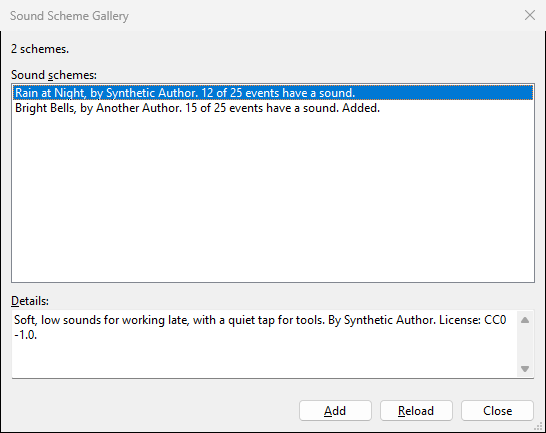 Sound Scheme Gallery
2 schemes.
Sound schemes:
Rain at Night, by Synthetic Author. 12 of 25 events have a sound.
Bright Bells, by Another Author. 15 of 25 events have a sound. Added.
Details:
Soft, low sounds for working late, with a quiet tap for tools. By Synthetic Author. License: CC0
-1.0.
Add
Reload
Close